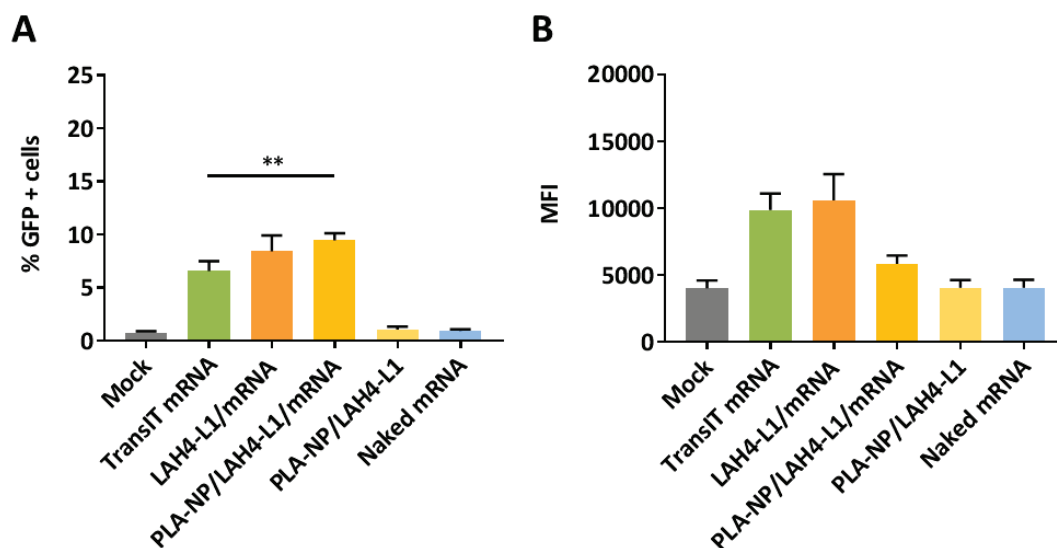 A
% GFP + cells
25
20
15
10
5
0
**
Mock
TransIT mRNA
LAH4-L1/mRNA
PLA-NP/LAH4-L1/mRNA
PLA-NP/LAH4-L1
Naked mRNA
B
MFI
20000
15000
10000
5000
0
Mock
TransIT mRNA
LAH4-L1/mRNA
PLA-NP/LAH4-L1/mRNA
PLA-NP/LAH4-L1
Naked mRNA